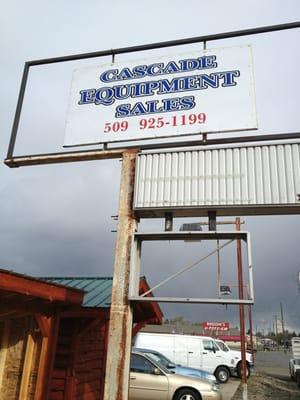 CASCADE
EQUIPMENT
SALES
509 925-1199